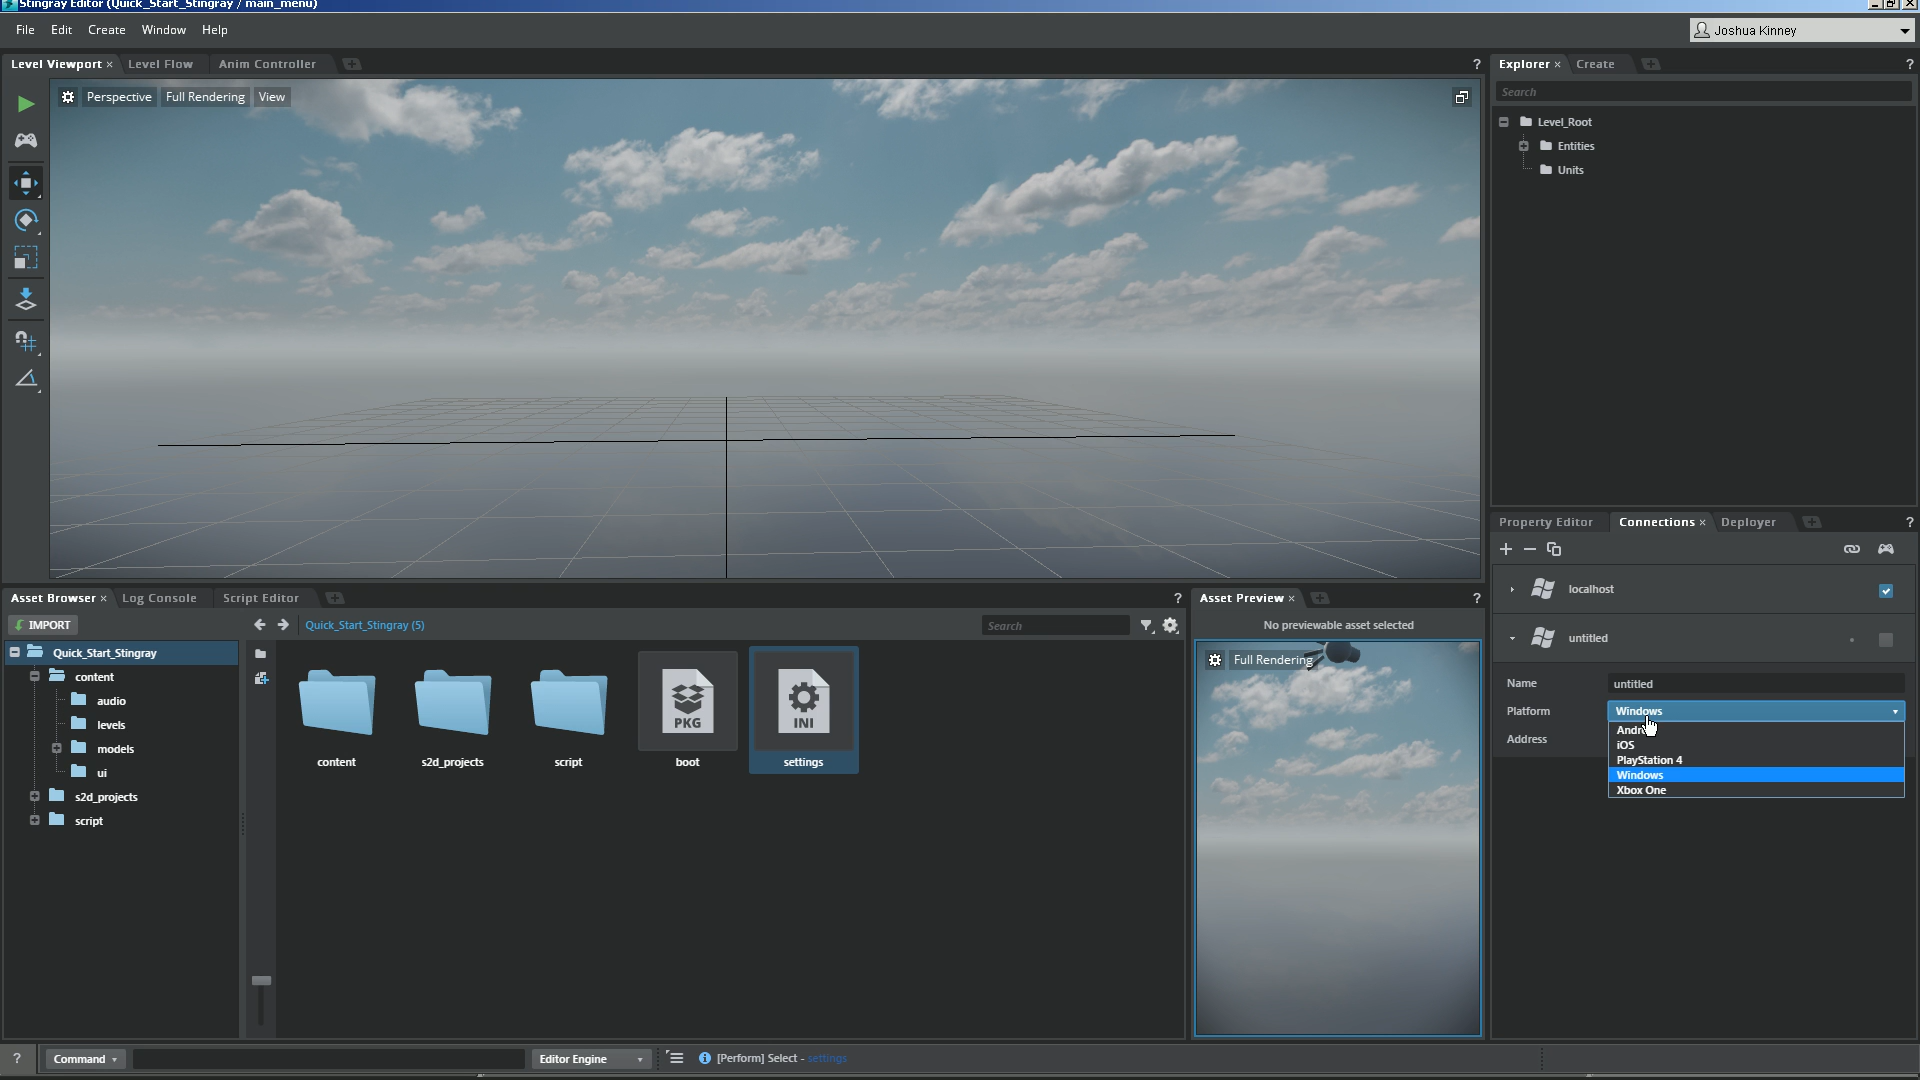 Stingray Editor (Quick_Start_Stingray / main_menu)
File Edit Create Window Help
Joshua Kinney
Level Viewport × Level Flow Anim Controller ?
Perspective Full Rendering View
Explorer × Create ?
Search
Level_Root
Entities
Units
Property Editor Connections × Deployer ?
localhost
untitled
Name untitled
Platform Windows
Address
iOS
PlayStation 4
Windows
Xbox One
Asset Browser × Log Console Script Editor ?
IMPORT
Quick_Start_Stingray (5)
Search
Quick_Start_Stingray
content
audio
levels
models
ui
s2d_projects
script
PKG
INI
content s2d_projects script boot settings
Asset Preview × ?
No previewable asset selected
Full Rendering
? Command Editor Engine [Perform] Select - settings